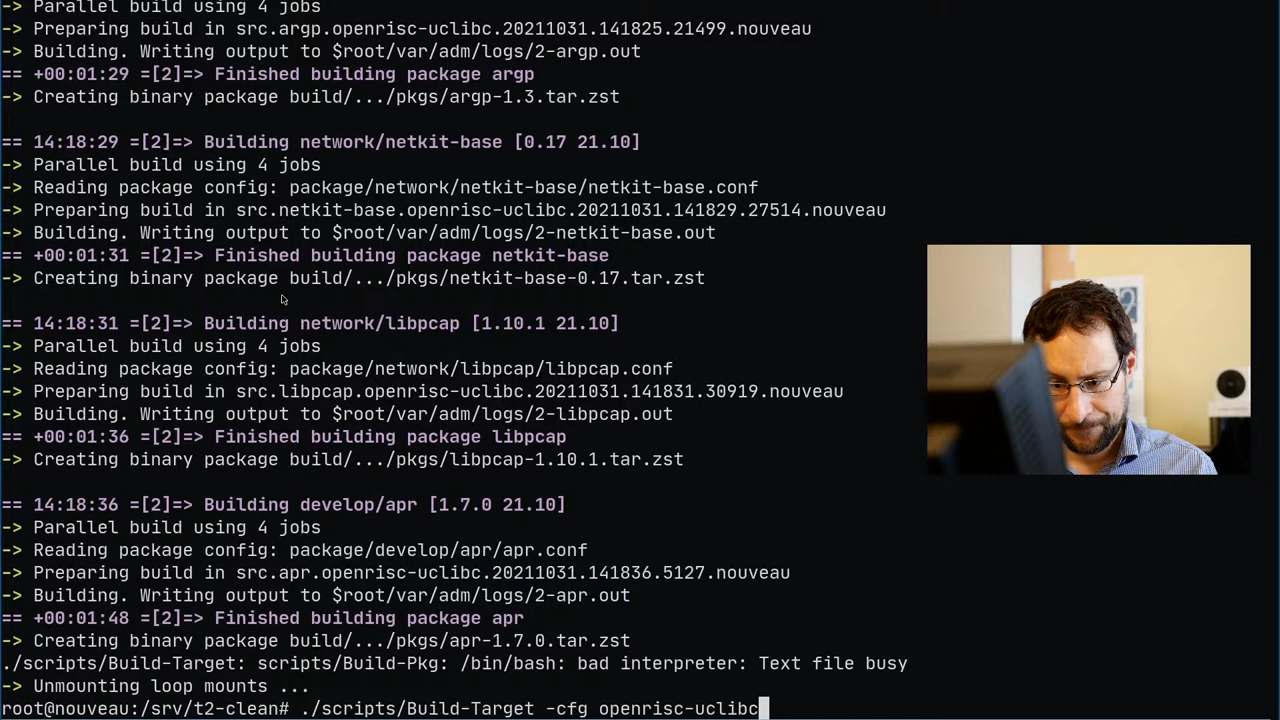 -> Parallel build using 4 jobs
-> Preparing build in src.argp.openrisc-uclibc.20211031.141825.21499.nouveau
-> Building. Writing output to $root/var/adm/logs/2-argp.out
== +00:01:29 =[2]=> Finished building package argp
-> Creating binary package build/.../pkgs/argp-1.3.tar.zst
== 14:18:29 =[2]=> Building network/netkit-base [0.17 21.10]
-> Parallel build using 4 jobs
-> Reading package config: package/network/netkit-base/netkit-base.conf
-> Preparing build in src.netkit-base.openrisc-uclibc.20211031.141829.27514.nouveau
-> Building. Writing output to $root/var/adm/logs/2-netkit-base.out
== +00:01:31 =[2]=> Finished building package netkit-base
-> Creating binary package build/.../pkgs/netkit-base-0.17.tar.zst
== 14:18:31 =[2]=> Building network/libpcap [1.10.1 21.10]
-> Parallel build using 4 jobs
-> Reading package config: package/network/libpcap/libpcap.conf
-> Preparing build in src.libpcap.openrisc-uclibc.20211031.141831.30919.nouveau
-> Building. Writing output to $root/var/adm/logs/2-libpcap.out
== +00:01:36 =[2]=> Finished building package libpcap
-> Creating binary package build/.../pkgs/libpcap-1.10.1.tar.zst
== 14:18:36 =[2]=> Building develop/apr [1.7.0 21.10]
-> Parallel build using 4 jobs
-> Reading package config: package/develop/apr/apr.conf
-> Preparing build in src.apr.openrisc-uclibc.20211031.141836.5127.nouveau
-> Building. Writing output to $root/var/adm/logs/2-apr.out
== +00:01:48 =[2]=> Finished building package apr
-> Creating binary package build/.../pkgs/apr-1.7.0.tar.zst
./scripts/Build-Target: scripts/Build-Pkg: /bin/bash: bad interpreter: Text file busy
-> Unmounting loop mounts ...
root@nouveau:/srv/t2-clean# ./scripts/Build-Target -cfg openrisc-uclibc